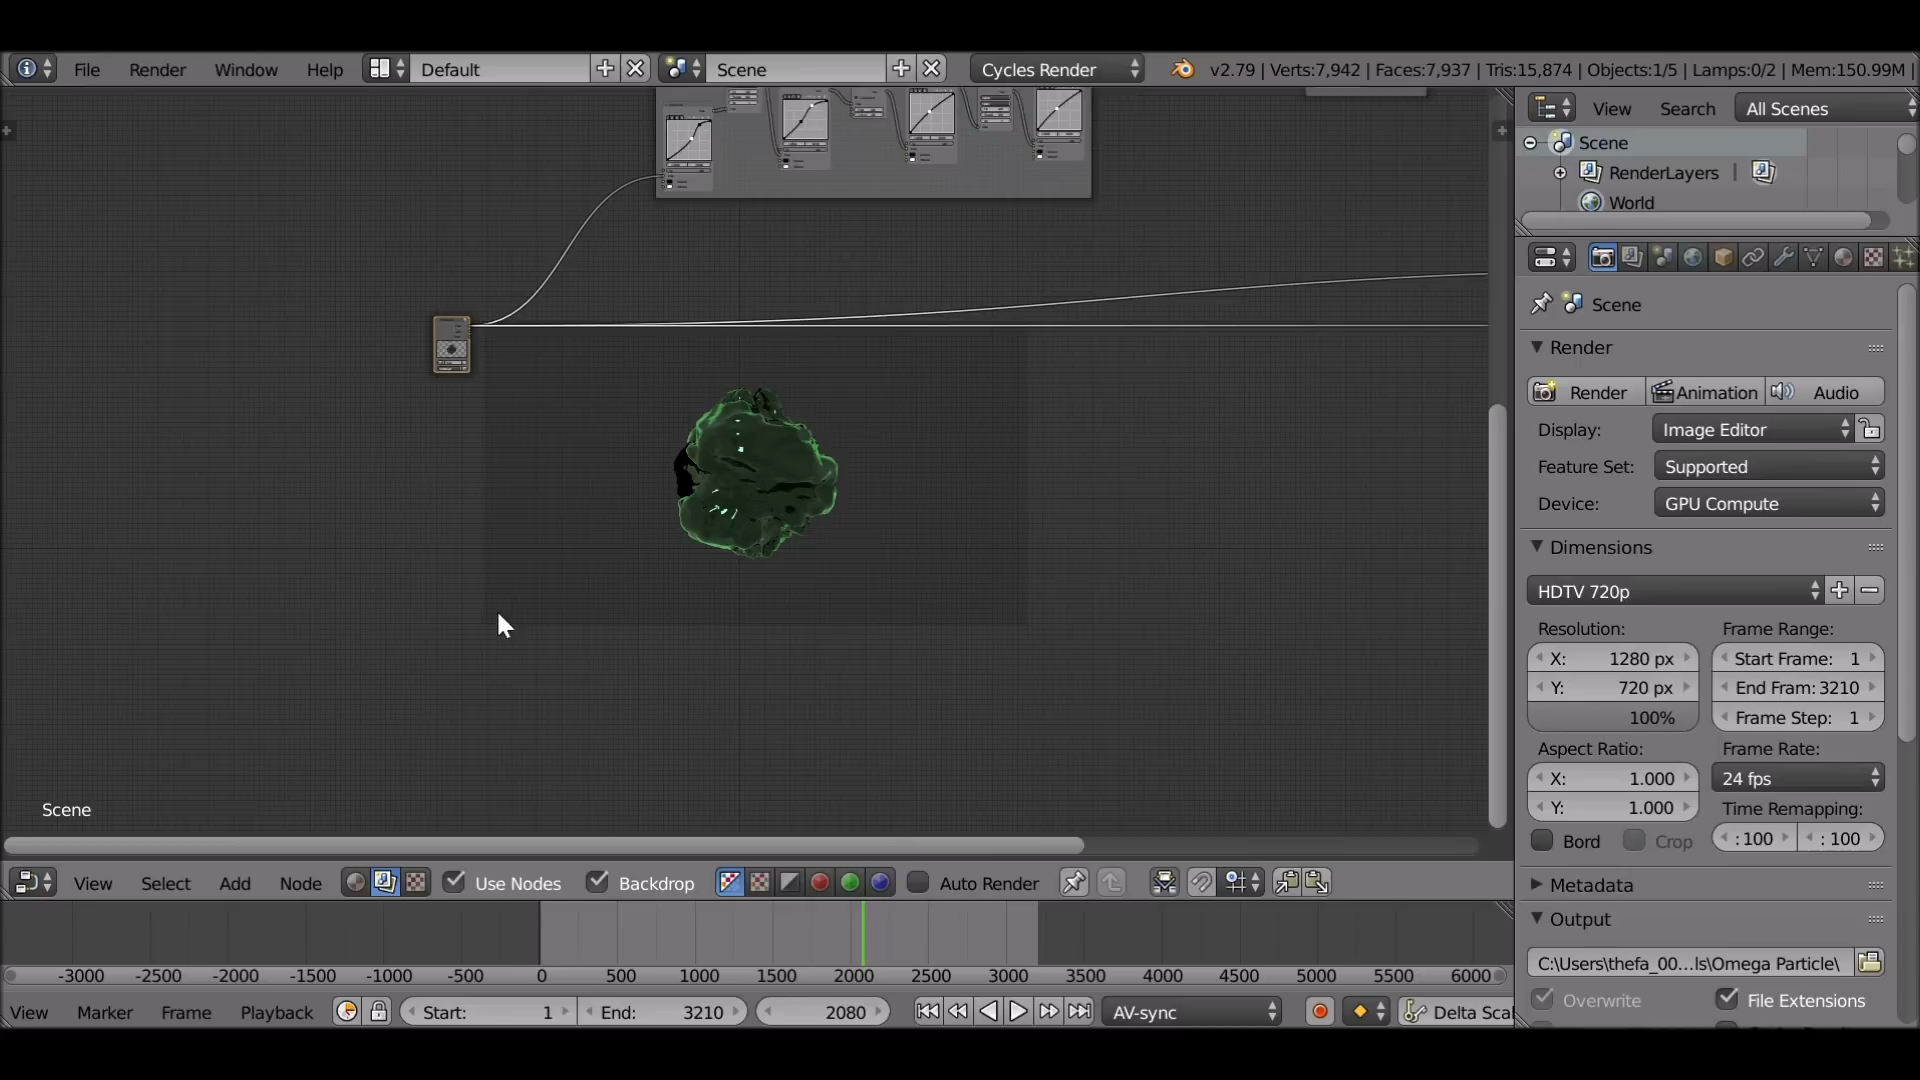 File Render Window Help Default Scene Cycles Render v2.79 | Verts:7,942 | Faces:7,937 | Tris:15,874 | Objects:1/5 | Lamps:0/2 | Mem:150.99M |
View Search All Scenes
Scene
RenderLayers |
World
Scene
Render
Render Animation Audio
Display: Image Editor
Feature Set: Supported
Device: GPU Compute
Dimensions
HDTV 720p
Resolution: Frame Range:
X: 1280 px Start Frame: 1
Y: 720 px End Fram: 3210
100% Frame Step: 1
Aspect Ratio: Frame Rate:
X: 1.000 24 fps
Y: 1.000 Time Remapping:
Bord Crop : 100 : 100
Metadata
Output
C:\Users\thefa_00...ls\Omega Particle\
Overwrite File Extensions
Scene
View Select Add Node Use Nodes Backdrop Auto Render
-3000 -2500 -2000 -1500 -1000 -500 0 500 1000 1500 2000 2500 3000 3500 4000 4500 5000 5500 6000
View Marker Frame Playback Start: 1 End: 3210 2080 AV-sync Delta Scal